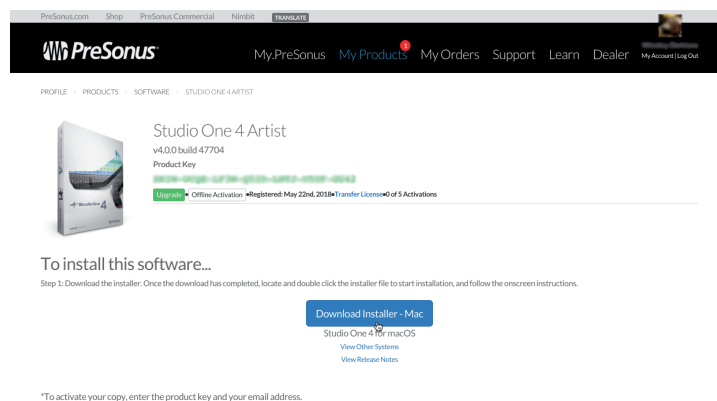 PreSonus.com Shop PreSonus Commercial Nimbit TRANSLATE
PreSonus My.PreSonus My Products 1 My Orders Support Learn Dealer My Account | Log Out
PROFILE PRODUCTS SOFTWARE STUDIO ONE 4 ARTIST
Studio One 4 Artist
v4.0.0 build 47704
Product Key
Upgrade • Offline Activation •Registered: May 22nd, 2018•Transfer License•0 of 5 Activations
StudioOne 4
To install this software...
Step 1: Download the installer. Once the download has completed, locate and double click the installer file to start installation, and follow the onscreen instructions.
Download Installer - Mac
Studio One 4 for macOS
View Other Systems
View Release Notes
*To activate your copy, enter the product key and your email address.